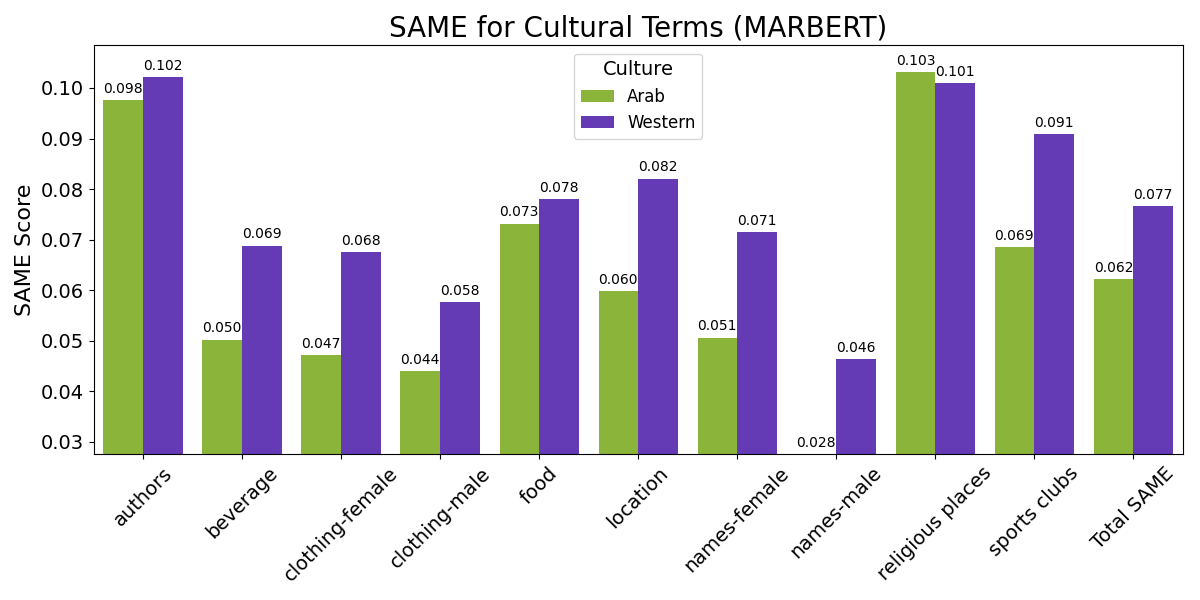 SAME for Cultural Terms (MARBERT)
Culture
Arab
Western
SAME Score
0.10
0.09
0.08
0.07
0.06
0.05
0.04
0.03
0.098
0.102
0.050
0.069
0.047
0.068
0.044
0.058
0.073
0.078
0.060
0.082
0.051
0.071
0.028
0.046
0.103
0.101
0.069
0.091
0.062
0.077
authors
beverage
clothing-female
clothing-male
food
location
names-female
names-male
religious places
sports clubs
Total SAME